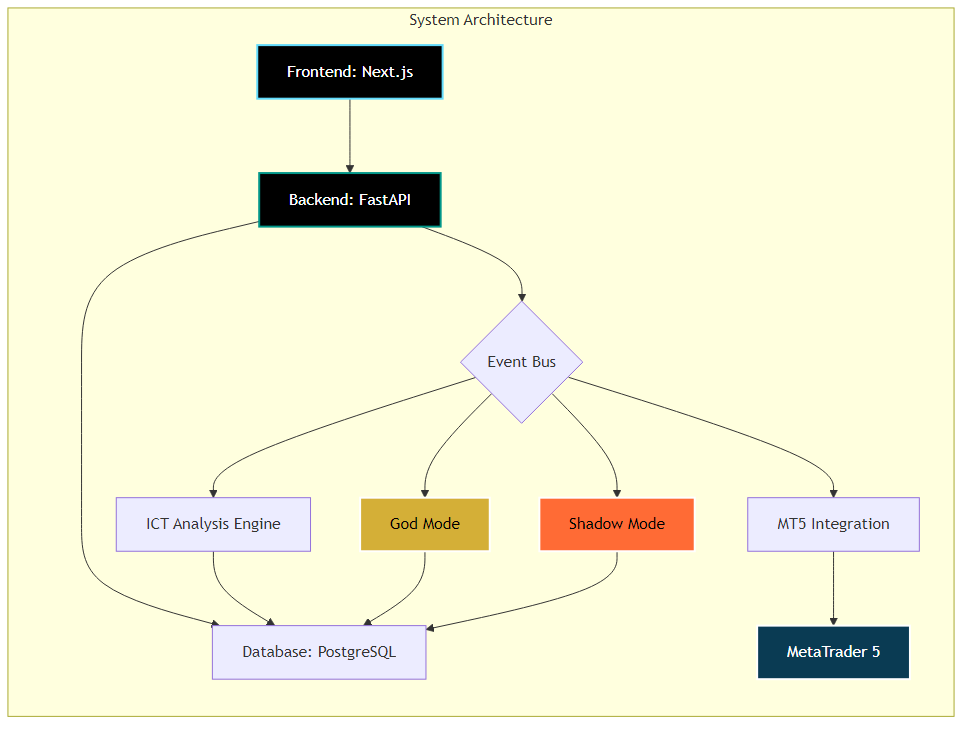 System Architecture
Frontend: Next.js
Backend: FastAPI
Event Bus
ICT Analysis Engine
God Mode
Shadow Mode
MT5 Integration
Database: PostgreSQL
MetaTrader 5